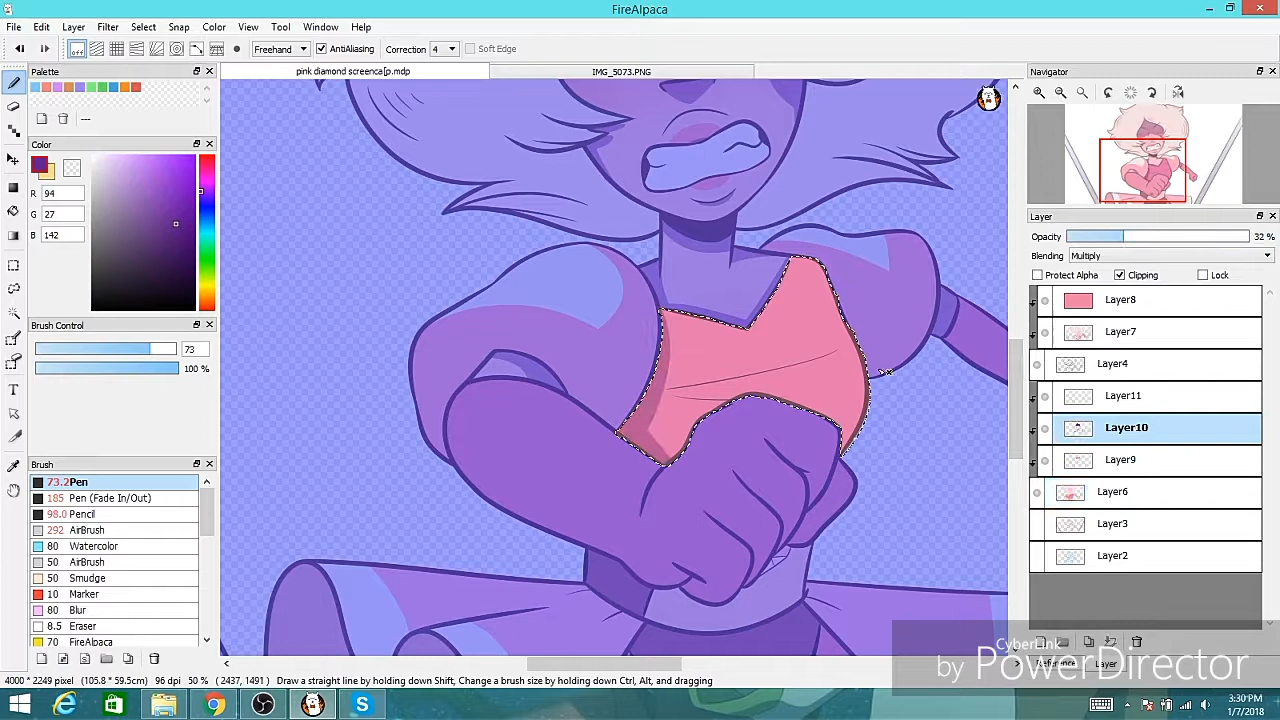 FireAlpaca
File Edit Layer Filter Select Snap Color View Tool Window Help
off Freehand AntiAliasing Correction 4 Soft Edge
Palette
pink diamond screenca[p.mdp IMG_5073.PNG
Navigator
---
Color
R 94
G 27
B 142
Layer
Opacity 32 %
Blending Multiply
Protect Alpha Clipping Lock
Layer8
Layer7
Layer4
Layer11
Layer10
Layer9
Layer6
Layer3
Layer2
Brush Control
73
100 %
Brush
73.2 Pen
185 Pen (Fade In/Out)
98.0 Pencil
292 AirBrush
80 Watercolor
50 AirBrush
50 Smudge
10 Marker
80 Blur
8.5 Eraser
70 FireAlpaca
Reference Layer
CyberLink
by PowerDirector
4000 * 2249 pixel (105.8 * 59.5cm) 96 dpi 50 % ( 2437, 1491 ) Draw a straight line by holding down Shift, Change a brush size by holding down Ctrl, Alt, and dragging
3:30 PM
1/7/2018